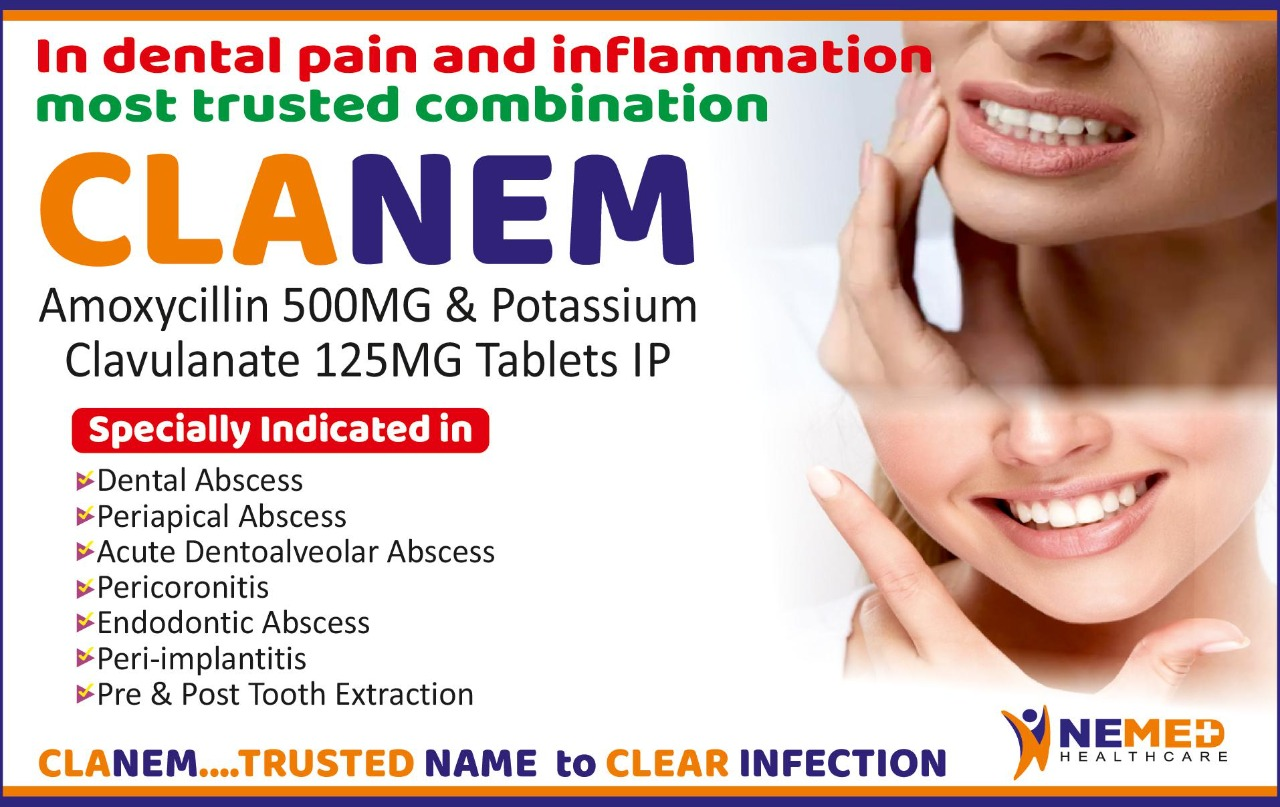 In dental pain and inflammation
most trusted combination
CLANEM
Amoxycillin 500MG & Potassium
Clavulanate 125MG Tablets IP
Specially Indicated in
Dental Abscess
Periapical Abscess
Acute Dentoalveolar Abscess
Pericoronitis
Endodontic Abscess
Peri-implantitis
Pre & Post Tooth Extraction
CLANEM....TRUSTED NAME to CLEAR INFECTION
NEMED
HEALTHCARE